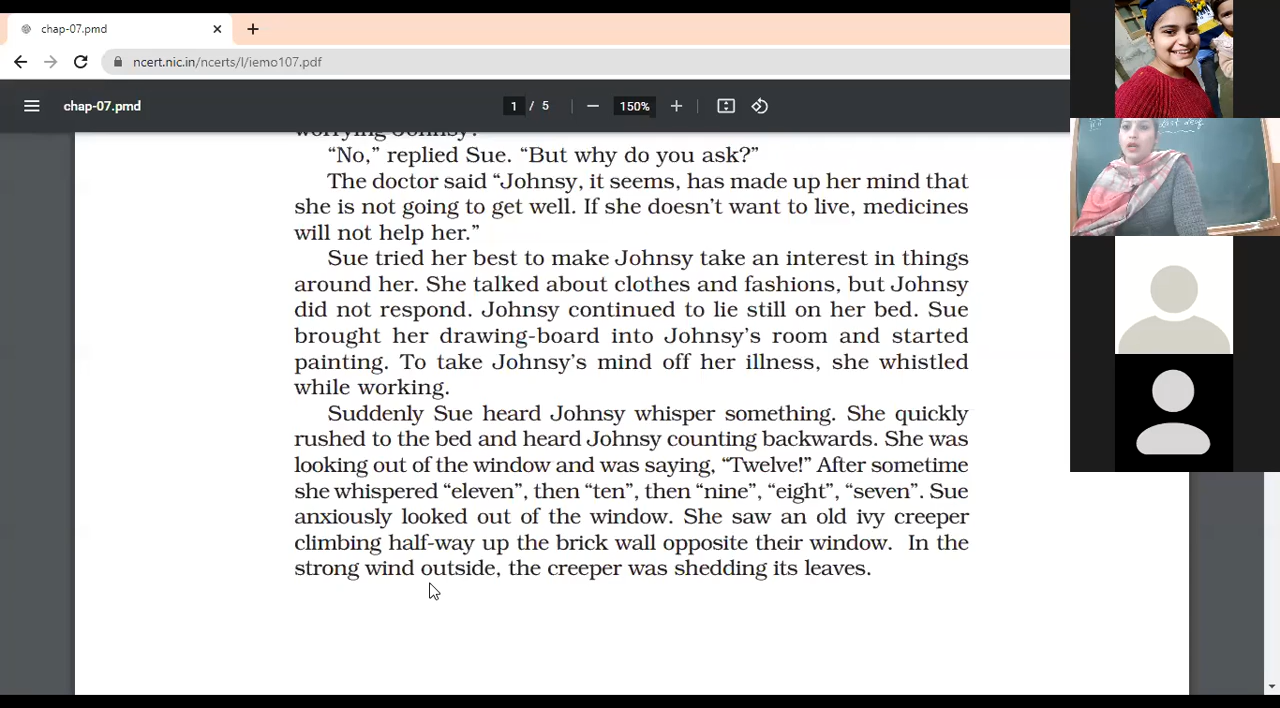 chap-07.pmd
ncert.nic.in/ncerts/l/iemo107.pdf
chap-07.pmd
1 / 5
150%
worrying Johnsy?”
“No,” replied Sue. “But why do you ask?”
The doctor said “Johnsy, it seems, has made up her mind that
she is not going to get well. If she doesn’t want to live, medicines
will not help her.”
Sue tried her best to make Johnsy take an interest in things
around her. She talked about clothes and fashions, but Johnsy
did not respond. Johnsy continued to lie still on her bed. Sue
brought her drawing-board into Johnsy’s room and started
painting. To take Johnsy’s mind off her illness, she whistled
while working.
Suddenly Sue heard Johnsy whisper something. She quickly
rushed to the bed and heard Johnsy counting backwards. She was
looking out of the window and was saying, “Twelve!” After sometime
she whispered “eleven”, then “ten”, then “nine”, “eight”, “seven”. Sue
anxiously looked out of the window. She saw an old ivy creeper
climbing half-way up the brick wall opposite their window. In the
strong wind outside, the creeper was shedding its leaves.